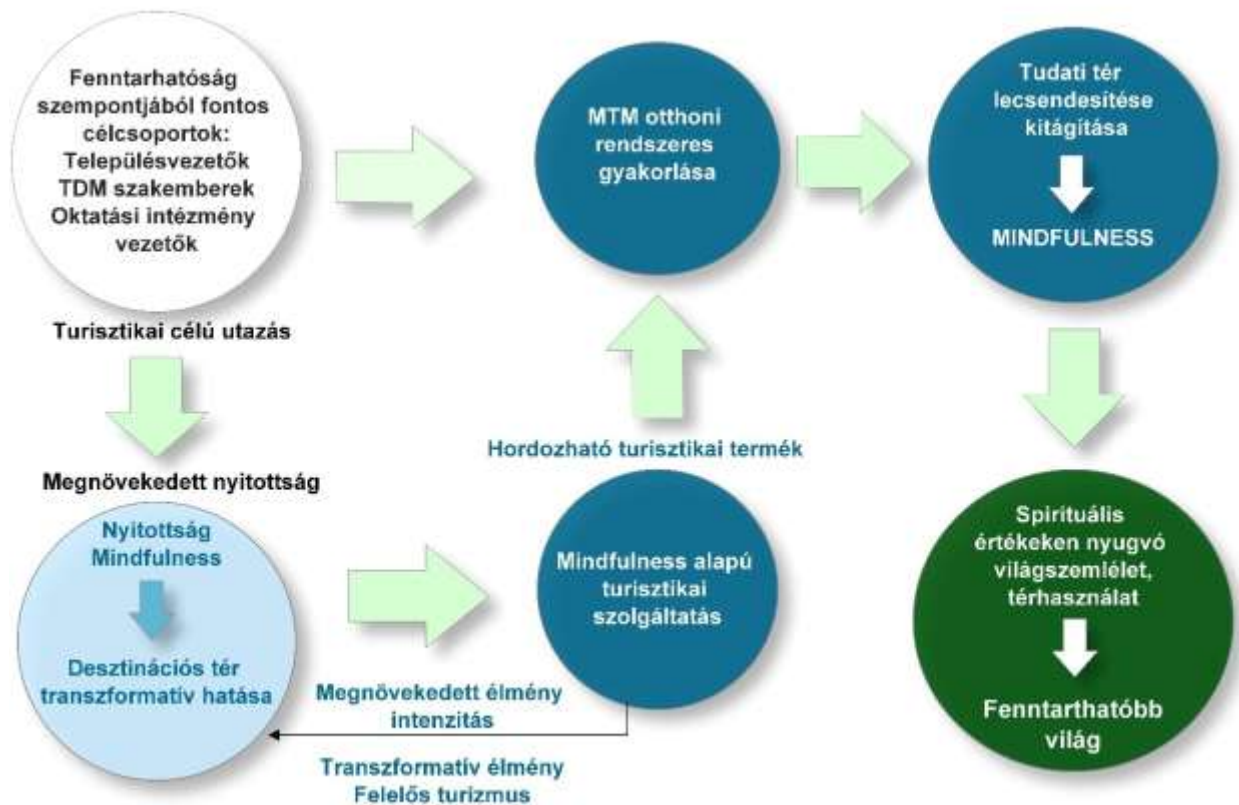 Fenntarhatóság
szempontjából fontos
célcsoportok:
Településvezetők
TDM szakemberek
Oktatási intézmény
vezetők
MTM otthoni
rendszeres
gyakorlása
Tudati tér
lecsendesítése
kitágítása
MINDFULNESS
Turisztikai célú utazás
Megnövekedett nyitottság
Nyitottság
Mindfulness
Desztinációs tér
transzformatív hatása
Hordozható turisztikai termék
Mindfulness alapú
turisztikai
szolgáltatás
Megnövekedett élmény
intenzitás
Transzformatív élmény
Felelős turizmus
Spirituális
értékeken nyugvó
világszemlélet,
térhasználat
Fenntarthatóbb
világ